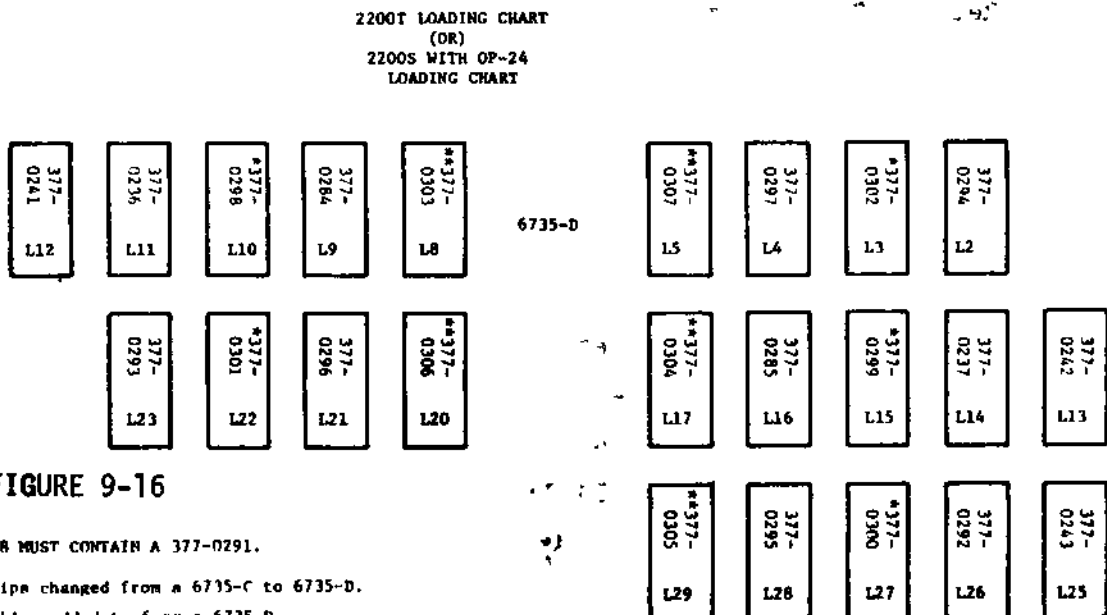 2200T LOADING CHART
(OR)
2200S WITH OP-24
LOADING CHART
377-
0241
L12
377-
0236
L11
*377-
0298
L10
377-
0284
L9
**377-
0303
L8
6735-D
**377-
0307
L5
377-
0297
L4
*377-
0302
L3
377-
0294
L2
377-
0293
L23
*377-
0301
L22
377-
0296
L21
**377-
0306
L20
**377-
0304
L17
377-
0285
L16
*377-
0299
L15
377-
0237
L14
377-
0242
L13
**377-
0305
L29
377-
0295
L28
*377-
0300
L27
377-
0292
L26
377-
0243
L25
FIGURE 9-16
MUST CONTAIN A 377-0291.
changed from a 6735-C to 6735-D.
6735-D